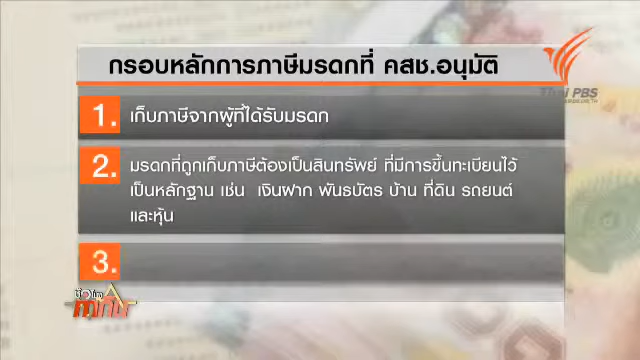 กรอบหลักการภาษีมรดกที่ คสช.อนุมัติ
Thai PBS
1. เก็บภาษีจากผู้ที่ได้รับมรดก
2. มรดกที่ถูกเก็บภาษีต้องเป็นสินทรัพย์ ที่มีการขึ้นทะเบียนไว้
เป็นหลักฐาน เช่น เงินฝาก พันธบัตร บ้าน ที่ดิน รถยนต์
และหุ้น
3.